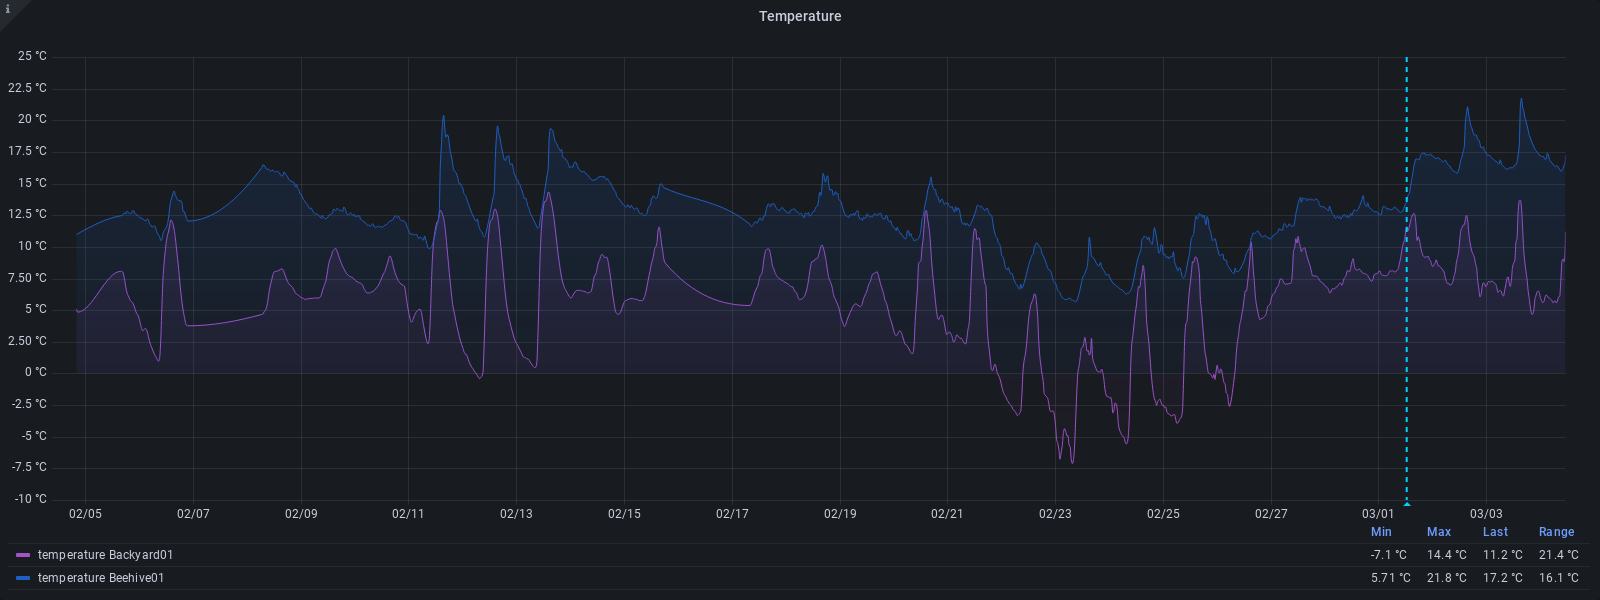 i
Temperature
25 °C
22.5 °C
20 °C
17.5 °C
15 °C
12.5 °C
10 °C
7.50 °C
5 °C
2.50 °C
0 °C
-2.5 °C
-5 °C
-7.5 °C
-10 °C
02/05 02/07 02/09 02/11 02/13 02/15 02/17 02/19 02/21 02/23 02/25 02/27 03/01 03/03
Min Max Last Range
temperature Backyard01 -7.1 °C 14.4 °C 11.2 °C 21.4 °C
temperature Beehive01 5.71 °C 21.8 °C 17.2 °C 16.1 °C